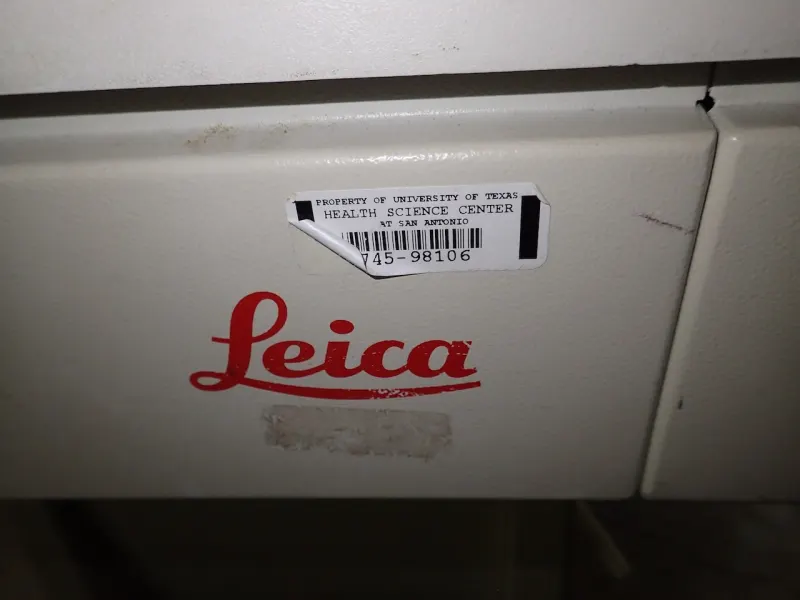 PROPERTY OF UNIVERSITY OF TEXAS
HEALTH SCIENCE CENTER
AT SAN ANTONIO
745-98106
Leica